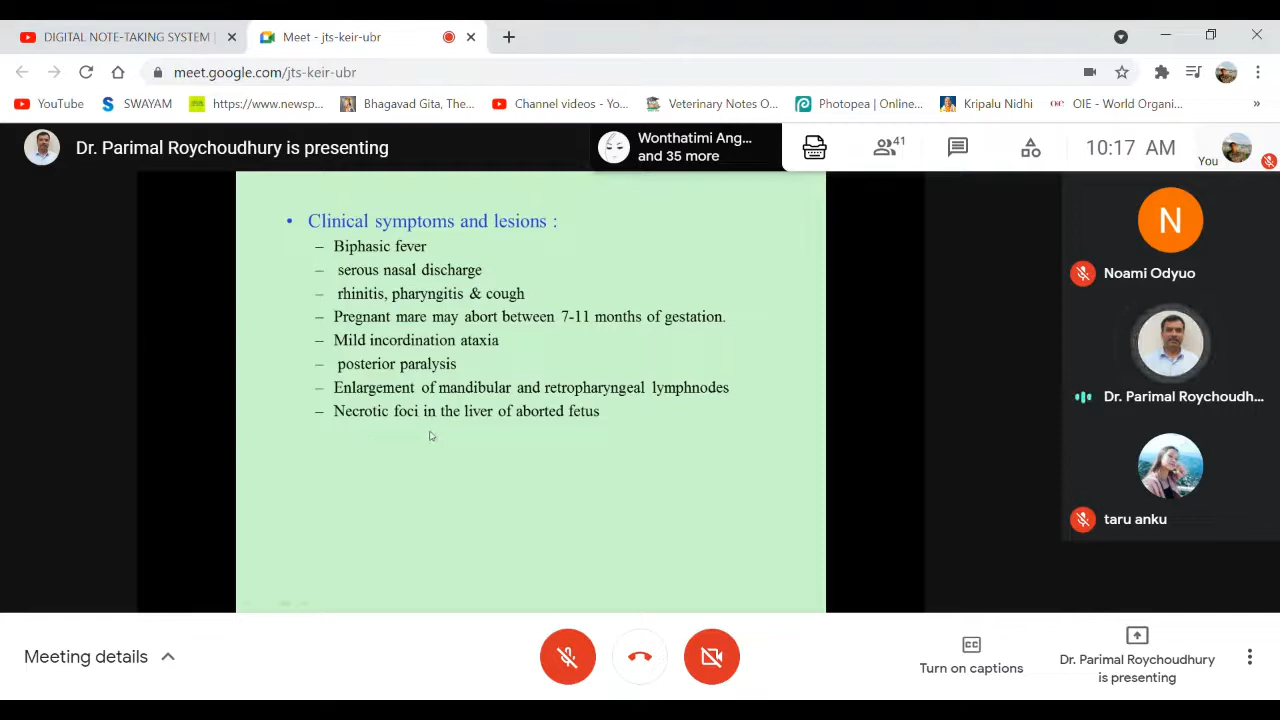 DIGITAL NOTE-TAKING SYSTEM
Meet - jts-keir-ubr
meet.google.com/jts-keir-ubr
YouTube
SWAYAM
https://www.newsp...
Bhagavad Gita, The...
Channel videos - Yo...
Veterinary Notes O...
Photopea | Online...
Kripalu Nidhi
OIE - World Organi...
»
Dr. Parimal Roychoudhury is presenting
Wonthatimi Ang...
and 35 more
41
10:17 AM
You
• Clinical symptoms and lesions :
– Biphasic fever
– serous nasal discharge
– rhinitis, pharyngitis & cough
– Pregnant mare may abort between 7-11 months of gestation.
– Mild incordination ataxia
– posterior paralysis
– Enlargement of mandibular and retropharyngeal lymphnodes
– Necrotic foci in the liver of aborted fetus
N
Noami Odyuo
Dr. Parimal Roychoudh...
taru anku
Meeting details
Turn on captions
Dr. Parimal Roychoudhury
is presenting